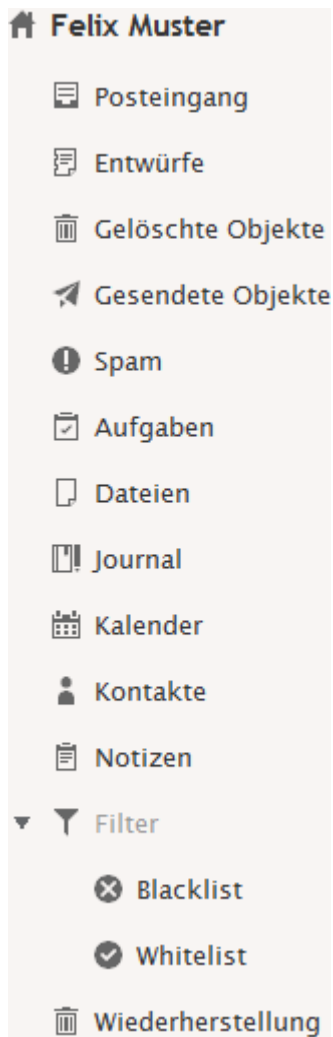 Felix Muster
Posteingang
Entwürfe
Gelöschte Objekte
Gesendete Objekte
Spam
Aufgaben
Dateien
Journal
Kalender
Kontakte
Notizen
Filter
Blacklist
Whitelist
Wiederherstellung